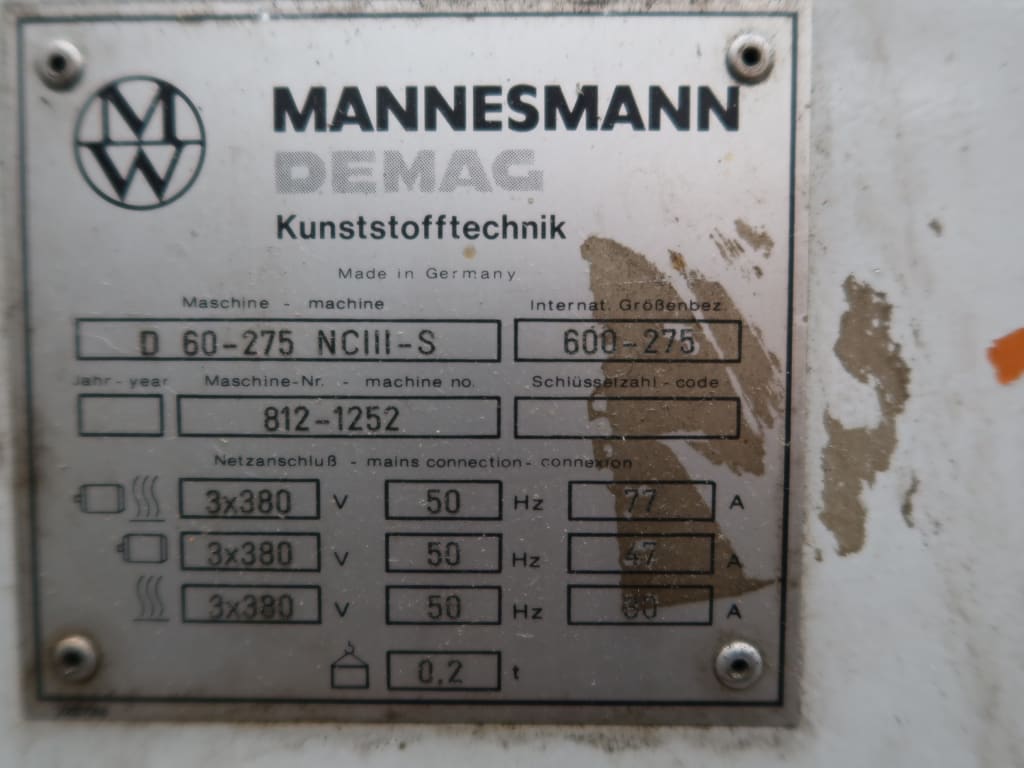 MW
MANNESMANN
DEMAG
Kunststofftechnik
Made in Germany
Maschine - machine Internat. Größenbez.
D 60-275 NCIII-S 600-275
Jahr - year Maschine-Nr. - machine no. Schlüsselzahl - code
812-1252
Netzanschluß - mains connection - connexion
3x380 V 50 Hz 77 A
3x380 V 50 Hz 47 A
3x380 V 50 Hz 30 A
0,2 t